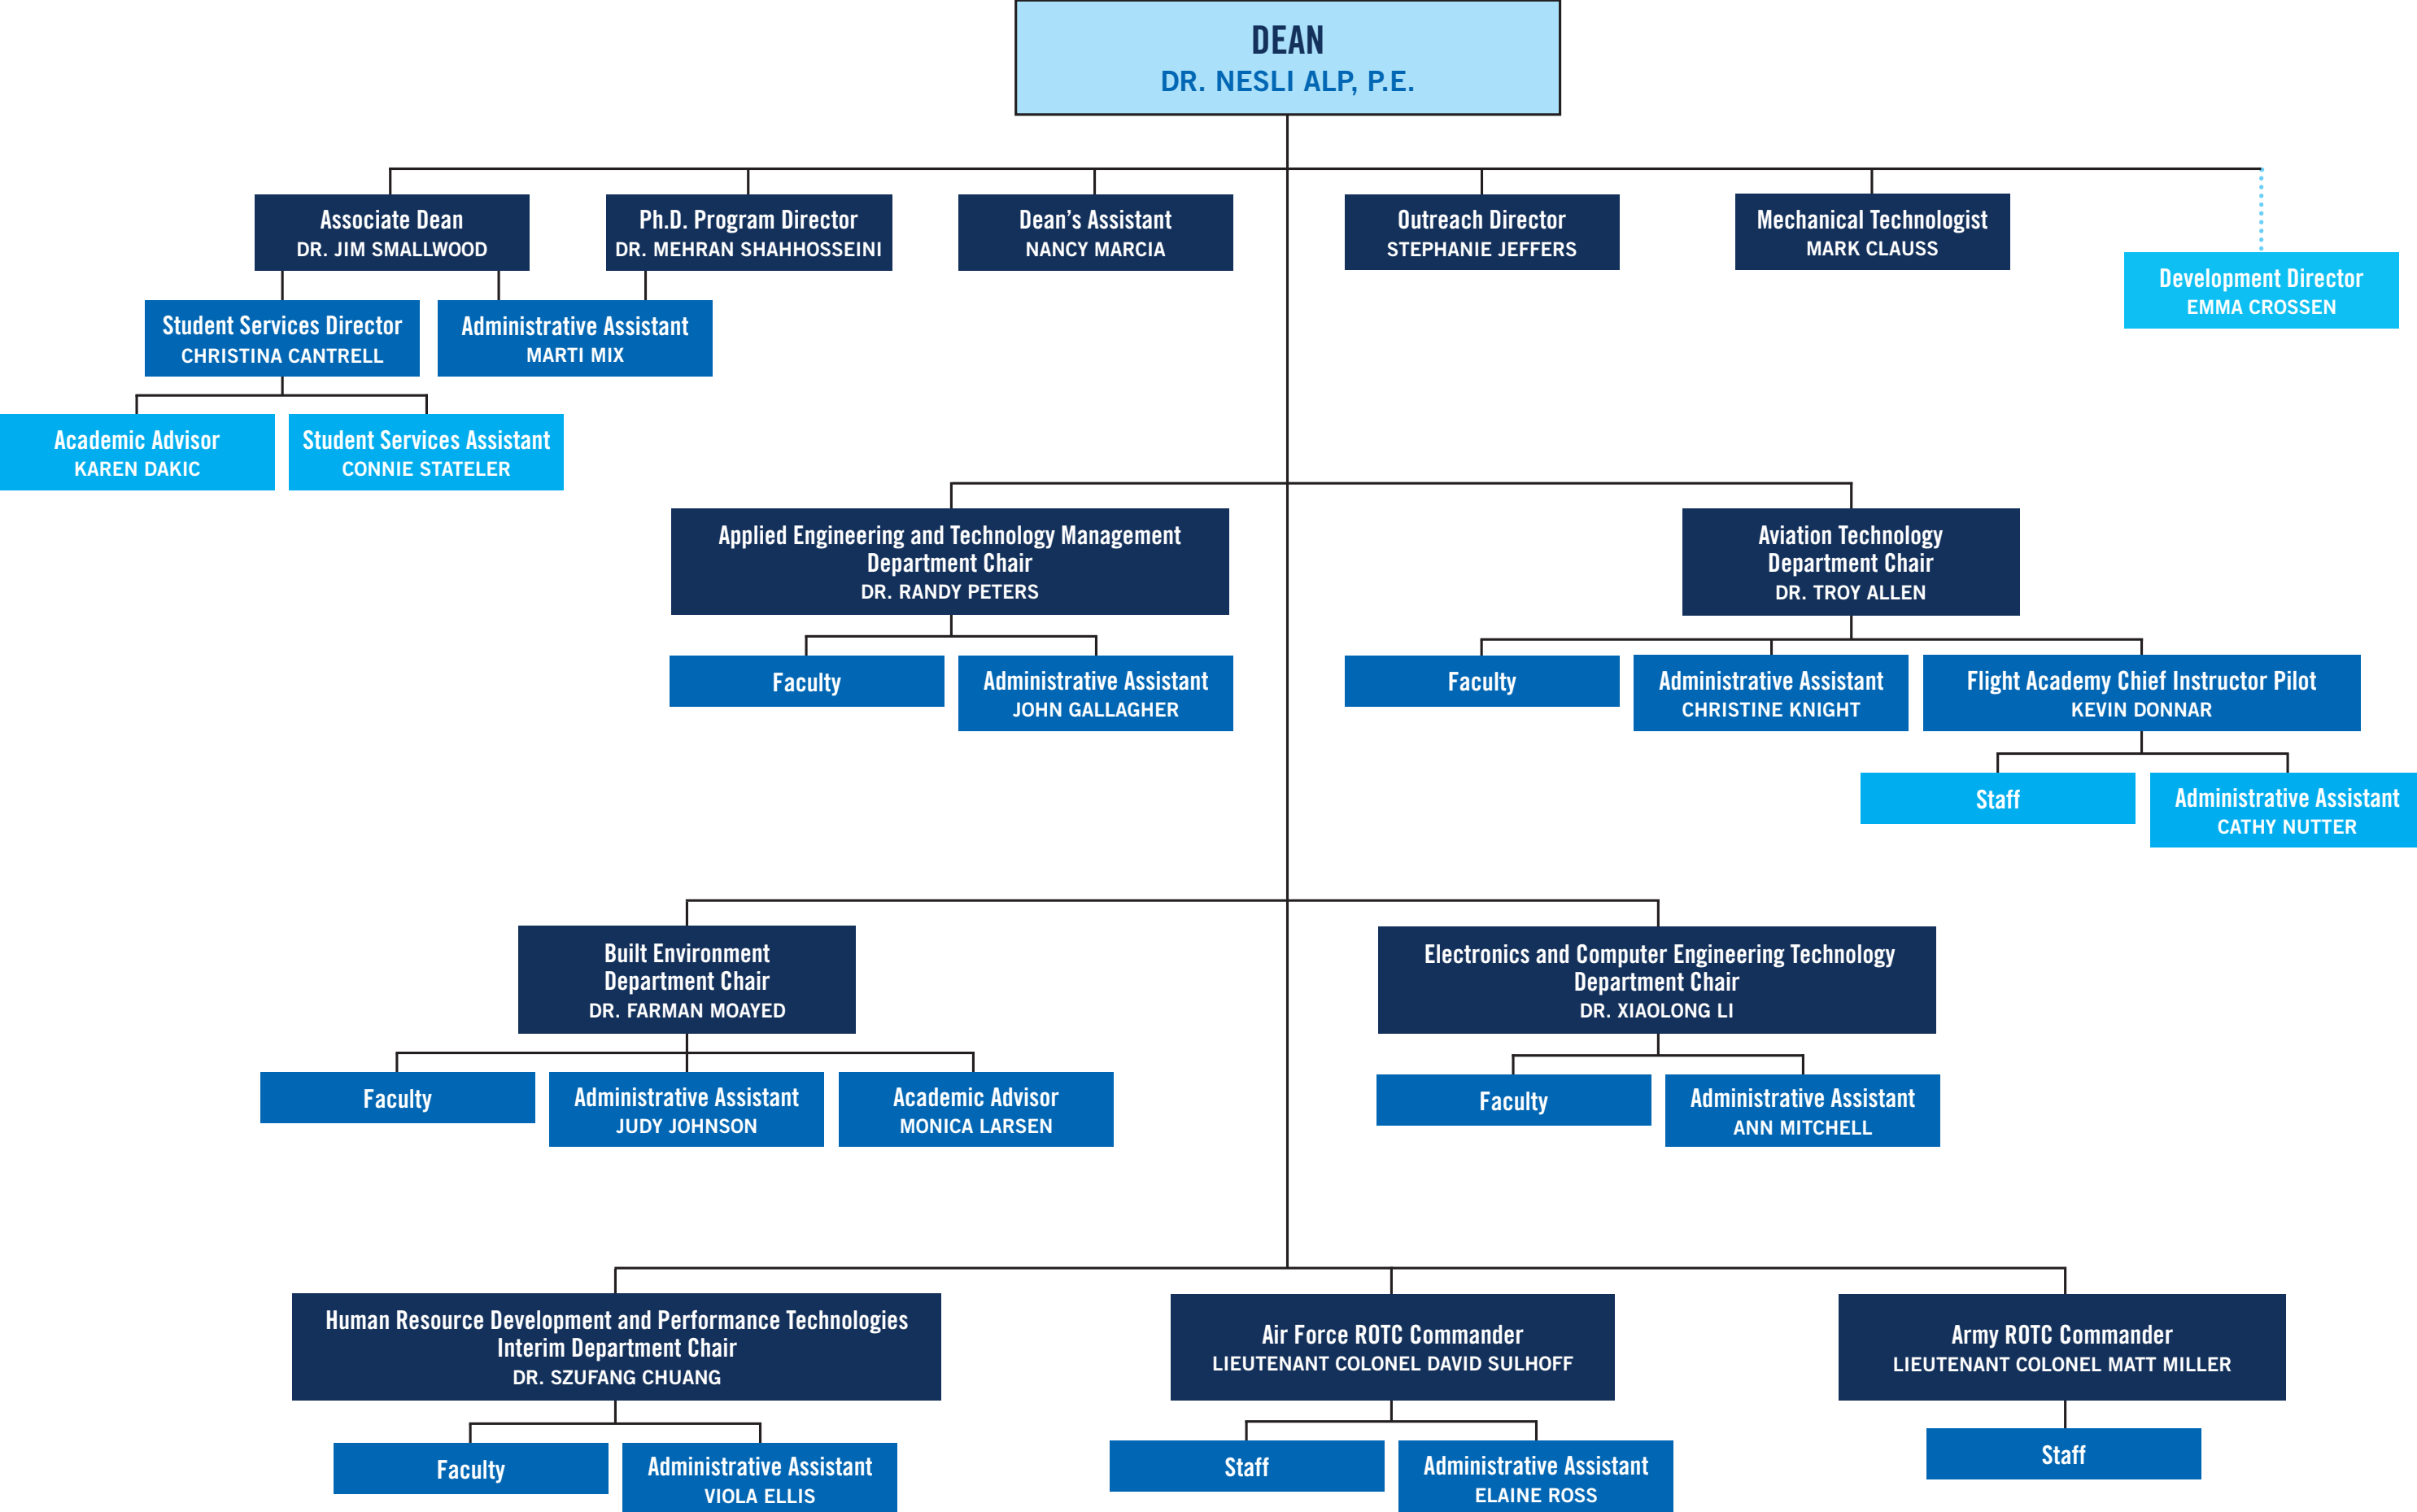 DEAN
DR. NESLI ALP, P.E.
Associate Dean
DR. JIM SMALLWOOD
Ph.D. Program Director
DR. MEHRAN SHAHHOSSEINI
Dean’s Assistant
NANCY MARCIA
Outreach Director
STEPHANIE JEFFERS
Mechanical Technologist
MARK CLAUSS
Development Director
EMMA CROSSEN
Student Services Director
CHRISTINA CANTRELL
Administrative Assistant
MARTI MIX
Academic Advisor
KAREN DAKIC
Student Services Assistant
CONNIE STATELER
Applied Engineering and Technology Management
Department Chair
DR. RANDY PETERS
Aviation Technology
Department Chair
DR. TROY ALLEN
Faculty
Administrative Assistant
JOHN GALLAGHER
Faculty
Administrative Assistant
CHRISTINE KNIGHT
Flight Academy Chief Instructor Pilot
KEVIN DONNAR
Staff
Administrative Assistant
CATHY NUTTER
Built Environment
Department Chair
DR. FARMAN MOAYED
Electronics and Computer Engineering Technology
Department Chair
DR. XIAOLONG LI
Faculty
Administrative Assistant
JUDY JOHNSON
Academic Advisor
MONICA LARSEN
Faculty
Administrative Assistant
ANN MITCHELL
Human Resource Development and Performance Technologies
Interim Department Chair
DR. SZUFANG CHUANG
Air Force ROTC Commander
LIEUTENANT COLONEL DAVID SULHOFF
Army ROTC Commander
LIEUTENANT COLONEL MATT MILLER
Faculty
Administrative Assistant
VIOLA ELLIS
Staff
Administrative Assistant
ELAINE ROSS
Staff